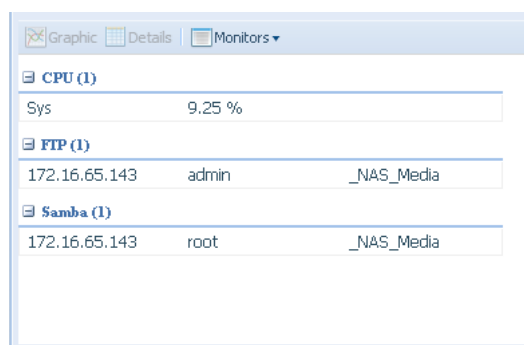 Graphic Details Monitors
CPU (1)
Sys 9.25 %
FTP (1)
172.16.65.143 admin _NAS_Media
Samba (1)
172.16.65.143 root _NAS_Media